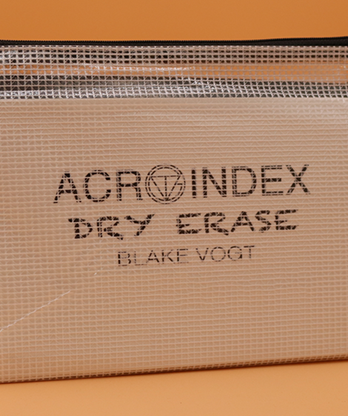 ACROINDEX
DRY ERASE
BLAKE VOGT